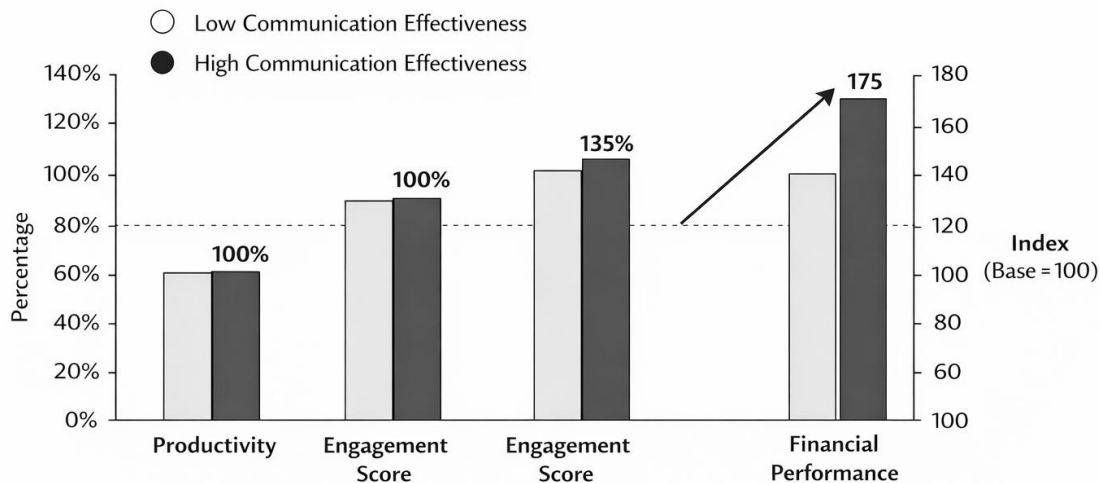 Low Communication Effectiveness
High Communication Effectiveness
140%
120%
100%
80%
60%
40%
20%
0%
Percentage
180
160
140
120
100
80
60
100
Index
(Base = 100)
100%
100%
135%
175
Productivity
Engagement
Score
Engagement
Score
Financial
Performance